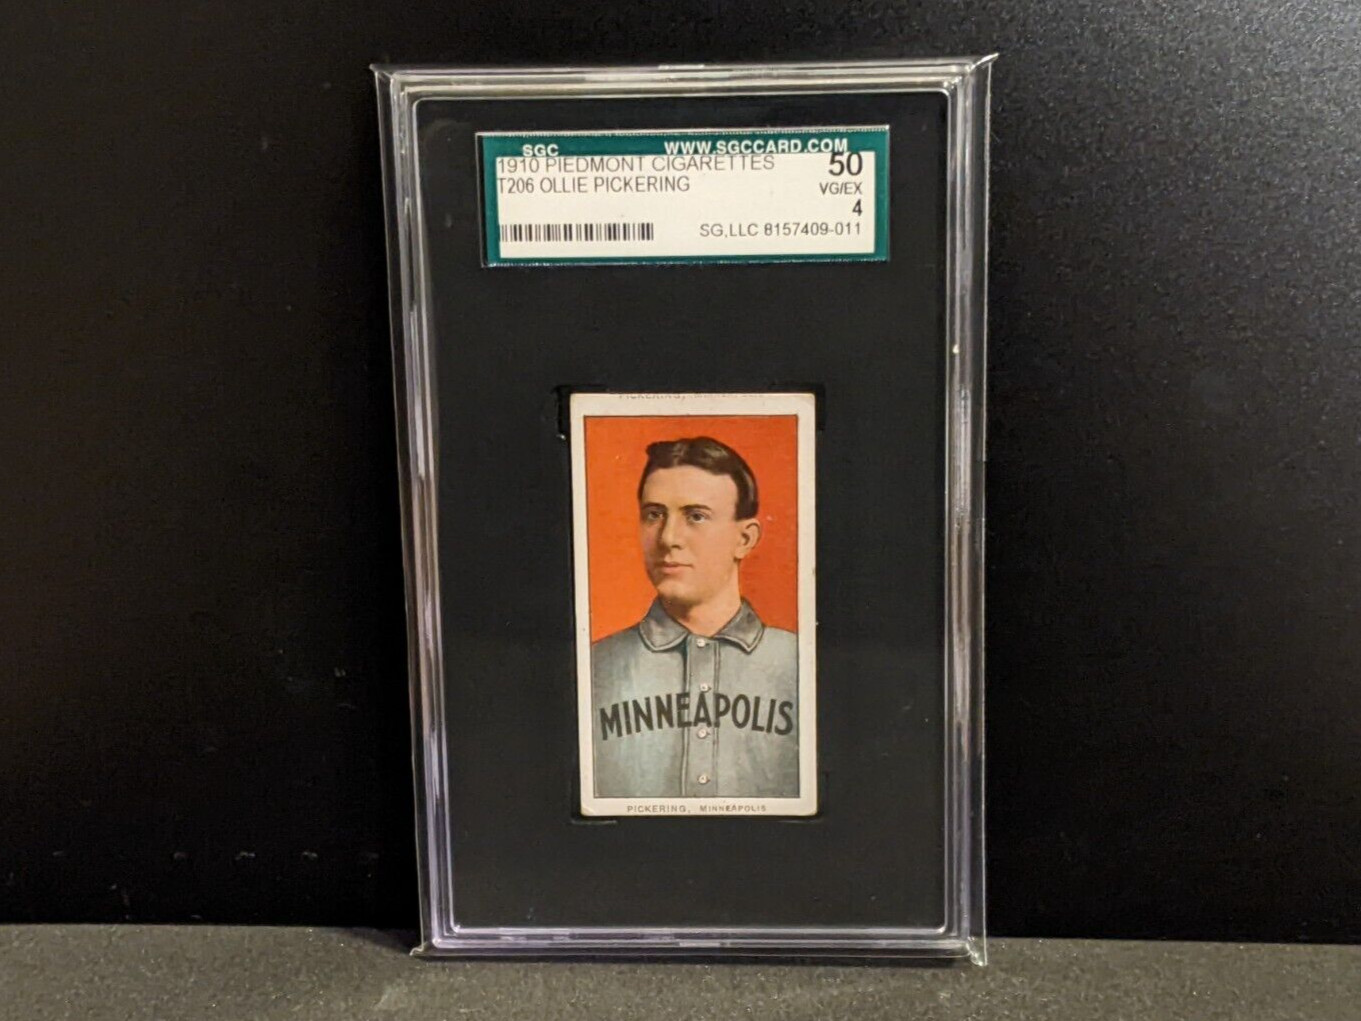 SGC WWW.SGCCARD.COM
1910 PIEDMONT CIGARETTES 50
T206 OLLIE PICKERING VG/EX
4
SG,LLC 8157409-011
PICKERING,
MINNEAPOLIS
PICKERING, MINNEAPOLIS